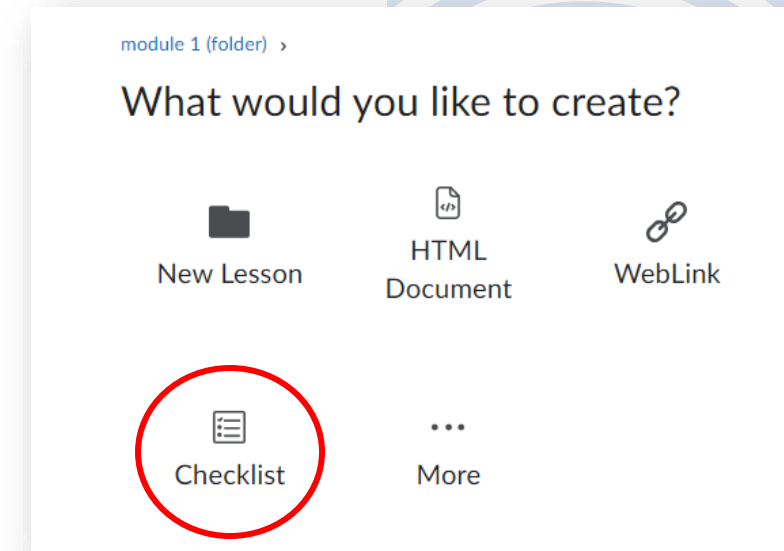 module 1 (folder) ›
What would you like to create?
New Lesson
HTML
Document
WebLink
Checklist
More